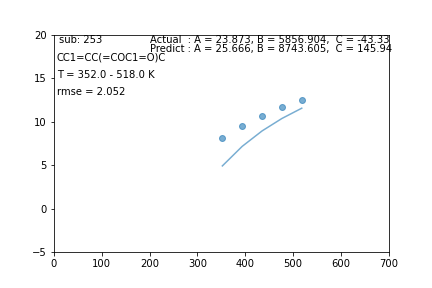 sub: 253
Actual : A = 23.873, B = 5856.904, C = -43.33
Predict : A = 25.666, B = 8743.605, C = 145.94
CC1=CC(=COC1=O)C
T = 352.0 - 518.0 K
rmse = 2.052
20
15
10
5
0
−5
0 100 200 300 400 500 600 700